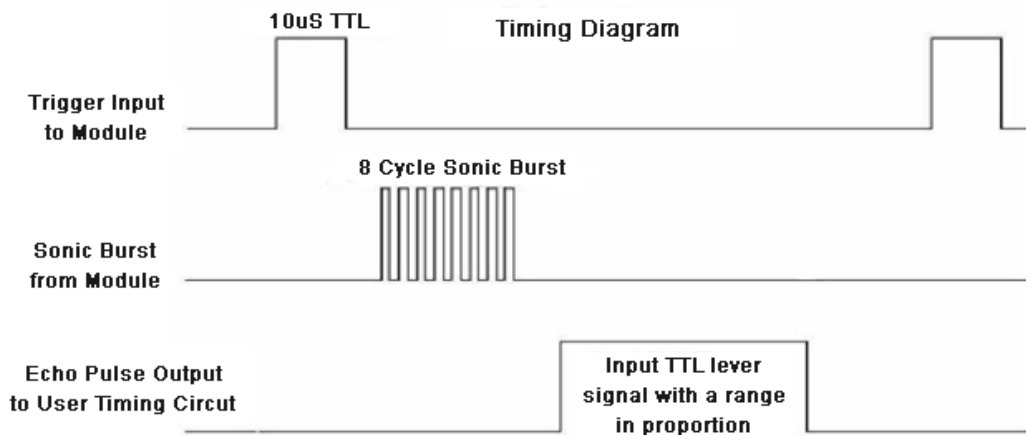 10uS TTL
Timing Diagram
Trigger Input
to Module
8 Cycle Sonic Burst
Sonic Burst
from Module
Echo Pulse Output
to User Timing Circut
Input TTL lever
signal with a range
in proportion